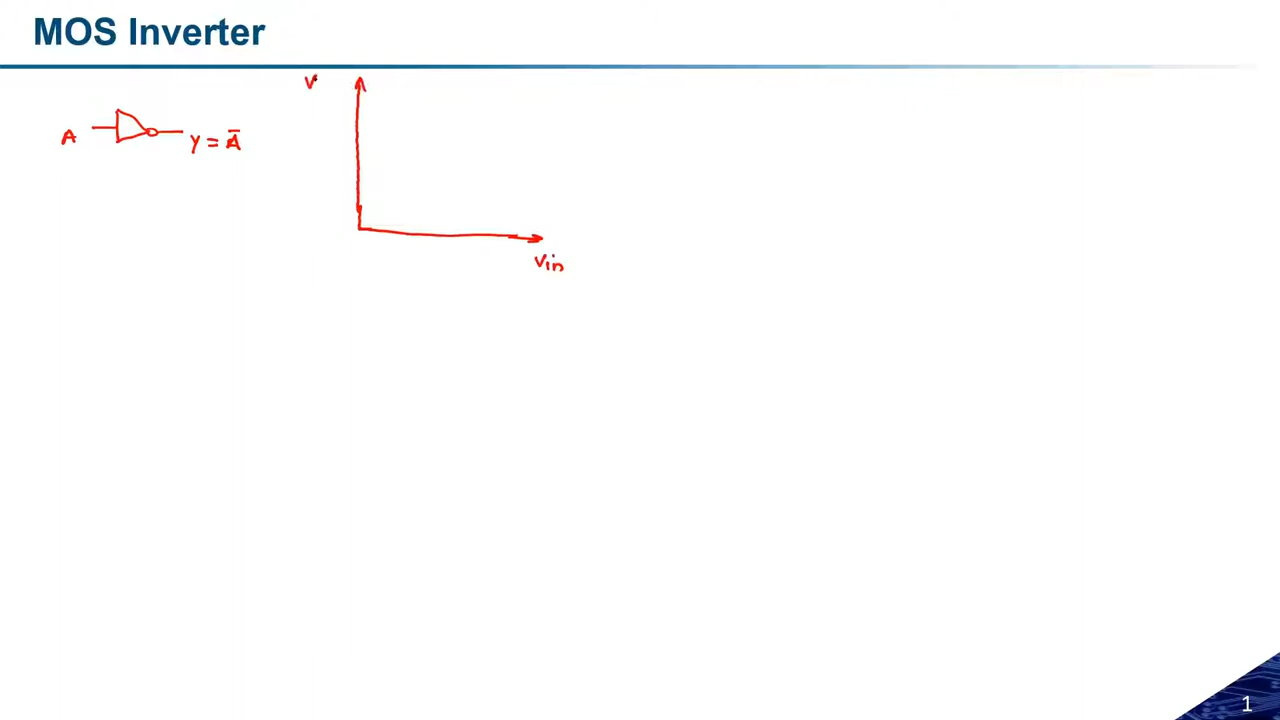 MOS Inverter
V
A
Y = Ā
Vin
1